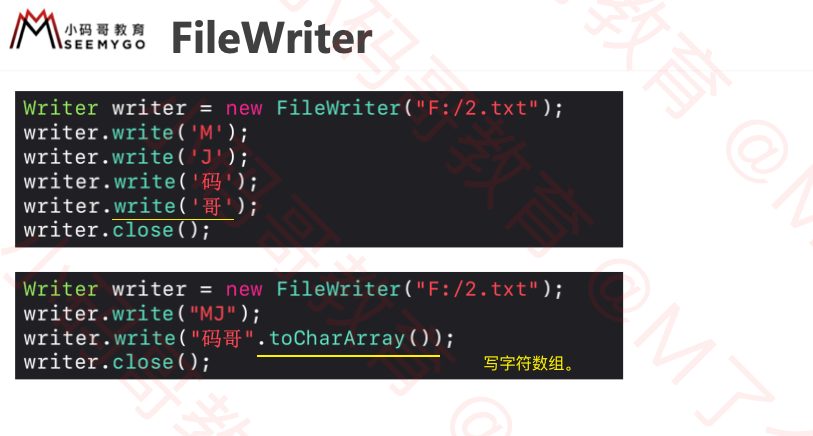 小码哥教育
SEEMYGO
FileWriter
Writer writer = new FileWriter("F:/2.txt");
writer.write('M');
writer.write('J');
writer.write('码');
writer.write('哥');
writer.close();
Writer writer = new FileWriter("F:/2.txt");
writer.write("MJ");
writer.write("码哥".toCharArray());
writer.close();
写字符数组。
小码哥教育 @M了个